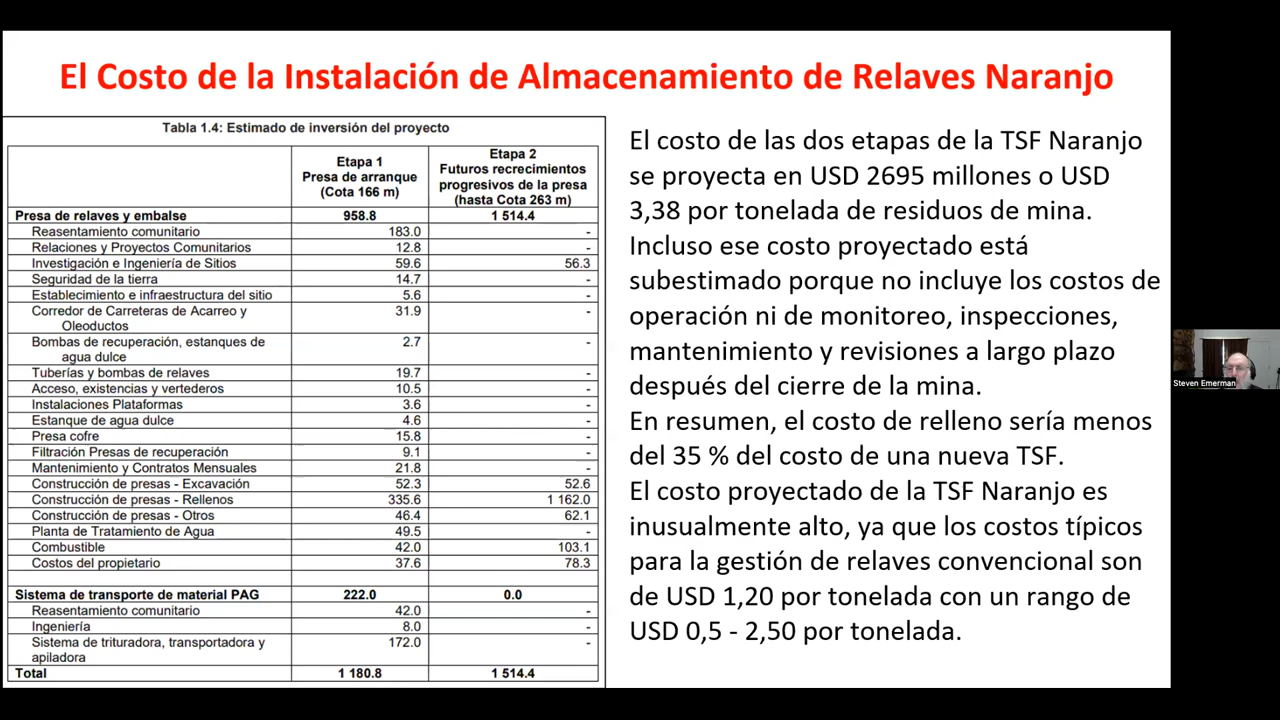 El Costo de la Instalación de Almacenamiento de Relaves Naranjo
Tabla 1.4: Estimado de inversión del proyecto
Etapa 1
Presa de arranque
(Cota 166 m)
Etapa 2
Futuros recrecimientos
progresivos de la presa
(hasta Cota 263 m)
Presa de relaves y embalse 958.8 1 514.4
Reasentamiento comunitario 183.0 -
Relaciones y Proyectos Comunitarios 12.8 -
Investigación e Ingeniería de Sitios 59.6 56.3
Seguridad de la tierra 14.7 -
Establecimiento e infraestructura del sitio 5.6 -
Corredor de Carreteras de Acarreo y 31.9 -
Oleoductos
Bombas de recuperación, estanques de 2.7 -
agua dulce
Tuberías y bombas de relaves 19.7 -
Acceso, existencias y vertederos 10.5 -
Instalaciones Plataformas 3.6 -
Estanque de agua dulce 4.6 -
Presa cofre 15.8 -
Filtración Presas de recuperación 9.1 -
Mantenimiento y Contratos Mensuales 21.8 -
Construcción de presas - Excavación 52.3 52.6
Construcción de presas - Rellenos 335.6 1 162.0
Construcción de presas - Otros 46.4 62.1
Planta de Tratamiento de Agua 49.5 -
Combustible 42.0 103.1
Costos del propietario 37.6 78.3
Sistema de transporte de material PAG 222.0 0.0
Reasentamiento comunitario 42.0 -
Ingeniería 8.0 -
Sistema de trituradora, transportadora y 172.0 -
apiladora
Total 1 180.8 1 514.4
El costo de las dos etapas de la TSF Naranjo
se proyecta en USD 2695 millones o USD
3,38 por tonelada de residuos de mina.
Incluso ese costo proyectado está
subestimado porque no incluye los costos de
operación ni de monitoreo, inspecciones,
mantenimiento y revisiones a largo plazo
después del cierre de la mina.
En resumen, el costo de relleno sería menos
del 35 % del costo de una nueva TSF.
El costo proyectado de la TSF Naranjo es
inusualmente alto, ya que los costos típicos
para la gestión de relaves convencional son
de USD 1,20 por tonelada con un rango de
USD 0,5 - 2,50 por tonelada.
Steven Emerman